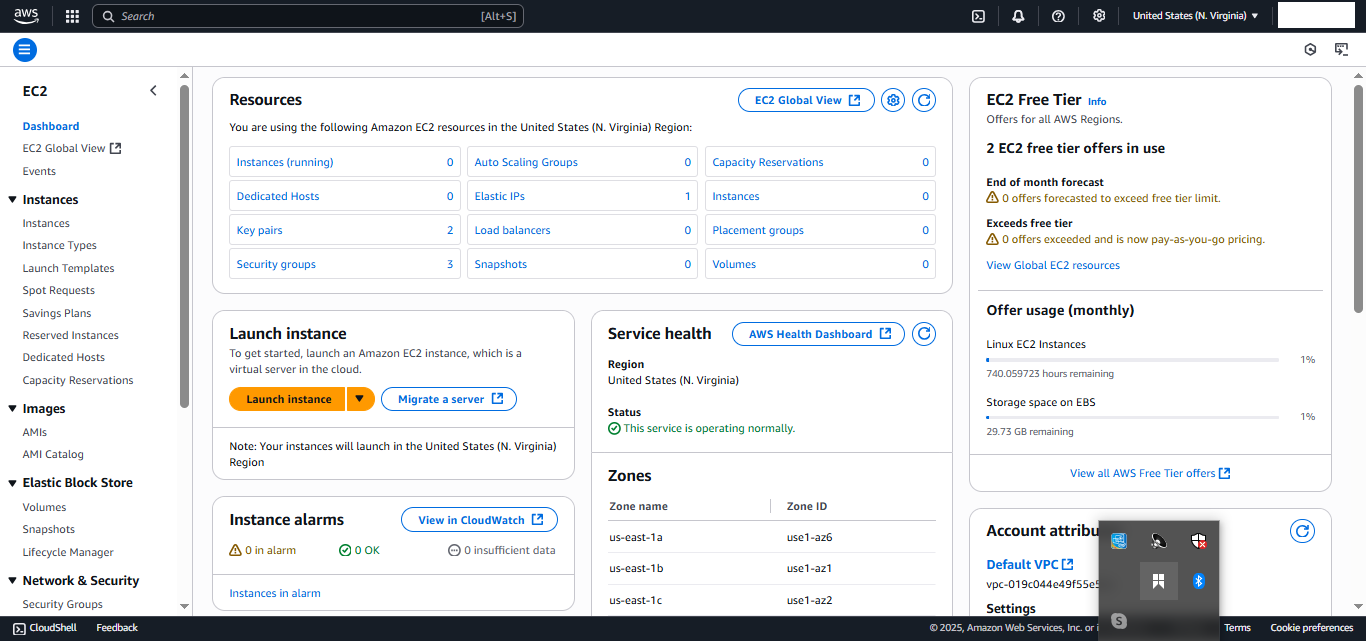 aws
Search [Alt+S]
United States (N. Virginia)
EC2
Dashboard
EC2 Global View
Events
Instances
Instances
Instance Types
Launch Templates
Spot Requests
Savings Plans
Reserved Instances
Dedicated Hosts
Capacity Reservations
Images
AMIs
AMI Catalog
Elastic Block Store
Volumes
Snapshots
Lifecycle Manager
Network & Security
Security Groups
Resources
EC2 Global View
You are using the following Amazon EC2 resources in the United States (N. Virginia) Region:
Instances (running) 0
Auto Scaling Groups 0
Capacity Reservations 0
Dedicated Hosts 0
Elastic IPs 1
Instances 0
Key pairs 2
Load balancers 0
Placement groups 0
Security groups 3
Snapshots 0
Volumes 0
Launch instance
To get started, launch an Amazon EC2 instance, which is a
virtual server in the cloud.
Launch instance
Migrate a server
Note: Your instances will launch in the United States (N. Virginia)
Region
Instance alarms
View in CloudWatch
0 in alarm
0 OK
0 insufficient data
Instances in alarm
Service health
AWS Health Dashboard
Region
United States (N. Virginia)
Status
This service is operating normally.
Zones
Zone name Zone ID
us-east-1a use1-az6
us-east-1b use1-az1
us-east-1c use1-az2
EC2 Free Tier Info
Offers for all AWS Regions.
2 EC2 free tier offers in use
End of month forecast
0 offers forecasted to exceed free tier limit.
Exceeds free tier
0 offers exceeded and is now pay-as-you-go pricing.
View Global EC2 resources
Offer usage (monthly)
Linux EC2 Instances
1%
740.059723 hours remaining
Storage space on EBS
1%
29.73 GB remaining
View all AWS Free Tier offers
Account attribu
Default VPC
vpc-019c044e49f55e5
Settings
S
CloudShell
Feedback
© 2025, Amazon Web Services, Inc. or i
Terms
Cookie preferences